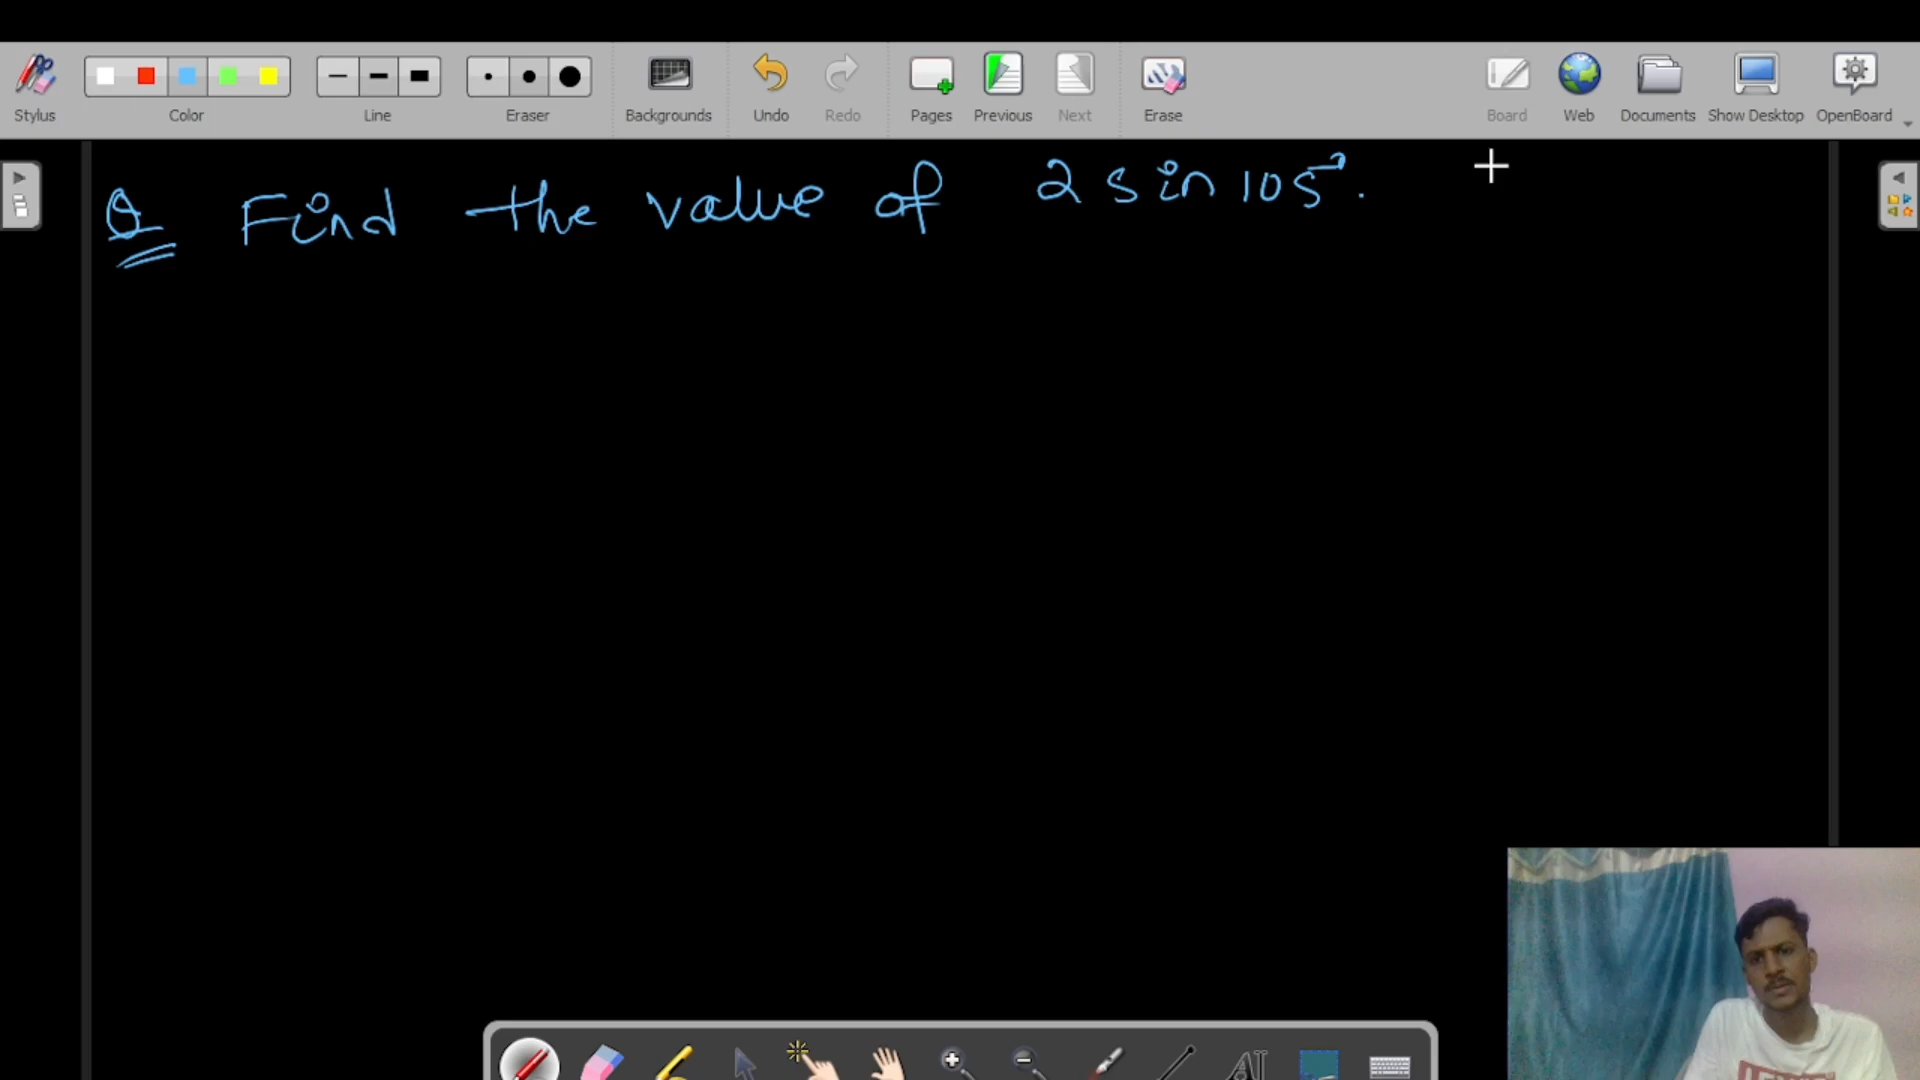 Stylus Color Line Eraser Backgrounds Undo Redo Pages Previous Next Erase Board Web Documents Show Desktop OpenBoard
Q Find the value of 2 sin 105°.